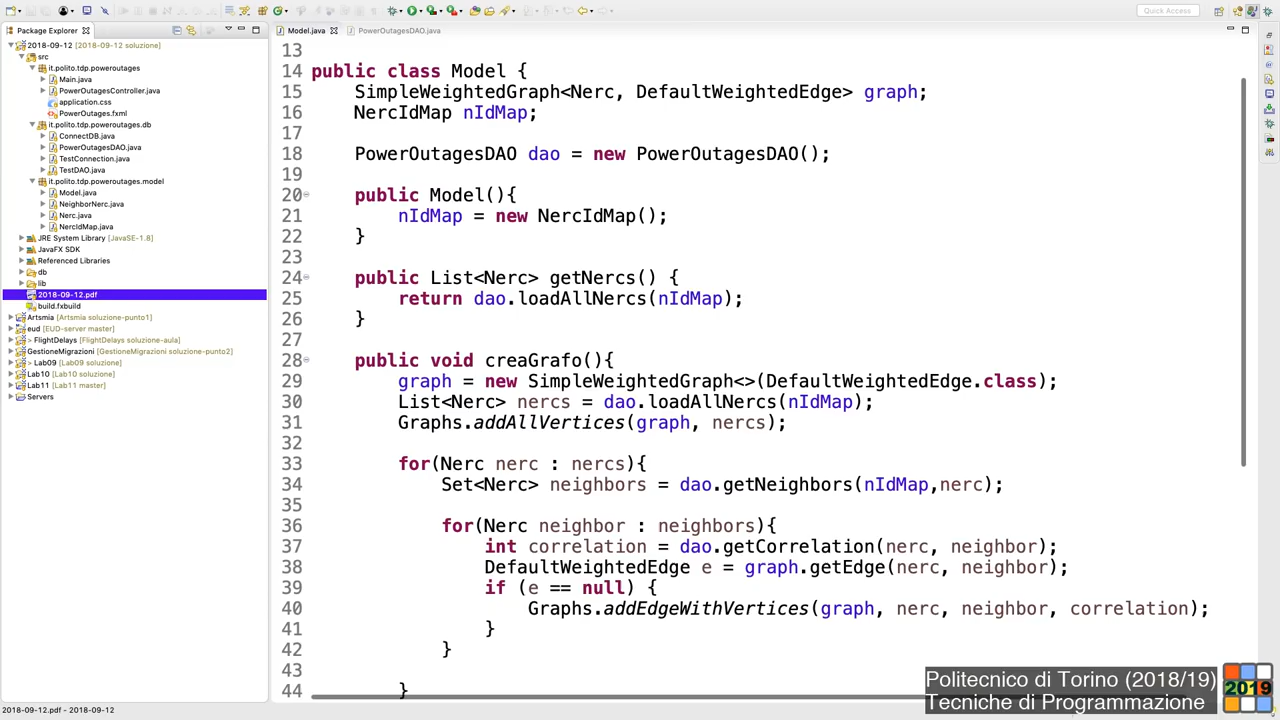 Quick Access
Package Explorer
Model.java
PowerOutagesDAO.java
2018-09-12 [2018-09-12 soluzione]
src
it.polito.tdp.poweroutages
Main.java
PowerOutagesController.java
application.css
PowerOutages.fxml
it.polito.tdp.poweroutages.db
ConnectDB.java
PowerOutagesDAO.java
TestConnection.java
TestDAO.java
it.polito.tdp.poweroutages.model
Model.java
NeighborNerc.java
Nerc.java
NercIdMap.java
JRE System Library [JavaSE-1.8]
JavaFX SDK
Referenced Libraries
db
lib
2018-09-12.pdf
build.fxbuild
Artsmia [Artsmia soluzione-punto1]
eud [EUD-server master]
> FlightDelays [FlightDelays soluzione-aula]
GestioneMigrazioni [GestioneMigrazioni soluzione-punto2]
> Lab09 [Lab09 soluzione]
Lab10 [Lab10 soluzione]
Lab11 [Lab11 master]
Servers
13
14 public class Model {
15 SimpleWeightedGraph<Nerc, DefaultWeightedEdge> graph;
16 NercIdMap nIdMap;
17
18 PowerOutagesDAO dao = new PowerOutagesDAO();
19
20 public Model(){
21 nIdMap = new NercIdMap();
22 }
23
24 public List<Nerc> getNercs() {
25 return dao.loadAllNercs(nIdMap);
26 }
27
28 public void creaGrafo(){
29 graph = new SimpleWeightedGraph<>(DefaultWeightedEdge.class);
30 List<Nerc> nercs = dao.loadAllNercs(nIdMap);
31 Graphs.addAllVertices(graph, nercs);
32
33 for(Nerc nerc : nercs){
34 Set<Nerc> neighbors = dao.getNeighbors(nIdMap,nerc);
35
36 for(Nerc neighbor : neighbors){
37 int correlation = dao.getCorrelation(nerc, neighbor);
38 DefaultWeightedEdge e = graph.getEdge(nerc, neighbor);
39 if (e == null) {
40 Graphs.addEdgeWithVertices(graph, nerc, neighbor, correlation);
41 }
42 }
43
44 }
Politecnico di Torino (2018/19)
Tecniche di Programmazione
2019
2018-09-12.pdf - 2018-09-12